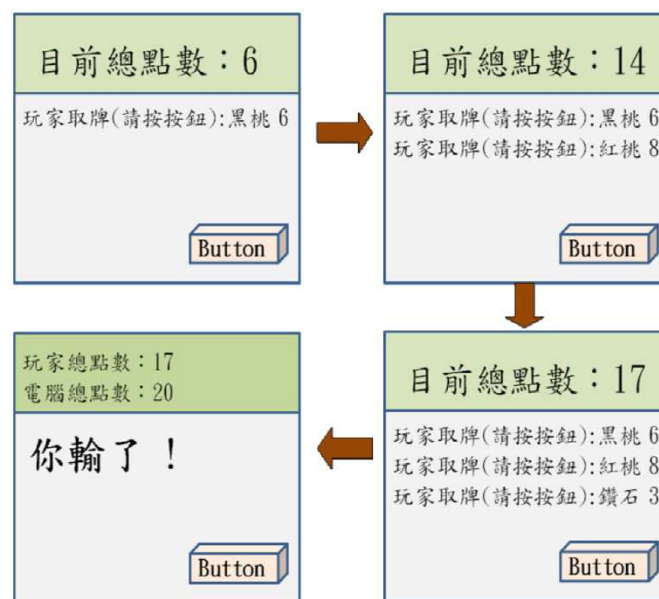 目前總點數：6
玩家取牌(請按按鈕):黑桃 6
Button
目前總點數：14
玩家取牌(請按按鈕):黑桃 6
玩家取牌(請按按鈕):紅桃 8
Button
目前總點數：17
玩家取牌(請按按鈕):黑桃 6
玩家取牌(請按按鈕):紅桃 8
玩家取牌(請按按鈕):鑽石 3
Button
玩家總點數：17
電腦總點數：20
你輸了！
Button